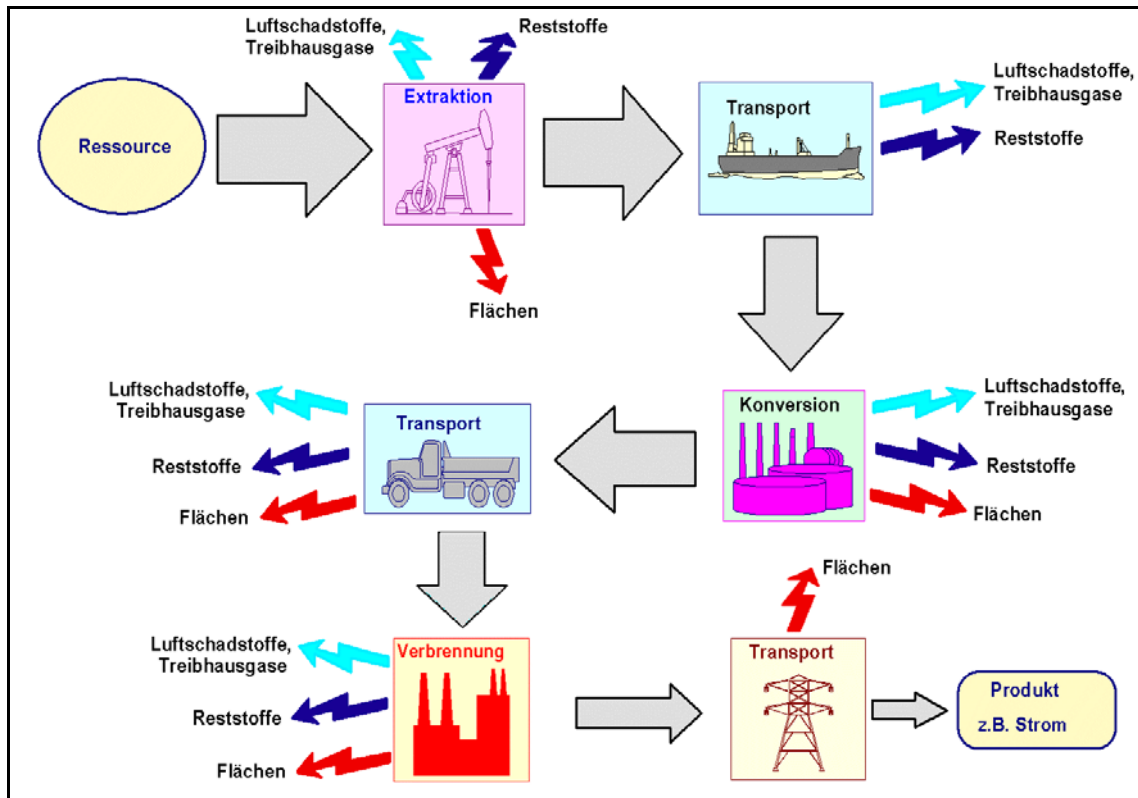 Luftschadstoffe,
Treibhausgase
Reststoffe
Ressource
Extraktion
Flächen
Transport
Luftschadstoffe,
Treibhausgase
Reststoffe
Luftschadstoffe,
Treibhausgase
Reststoffe
Flächen
Transport
Konversion
Luftschadstoffe,
Treibhausgase
Reststoffe
Flächen
Luftschadstoffe,
Treibhausgase
Reststoffe
Flächen
Verbrennung
Flächen
Transport
Produkt
z.B. Strom